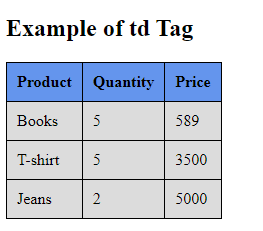 Example of td Tag
Product Quantity Price
Books 5 589
T-shirt 5 3500
Jeans 2 5000